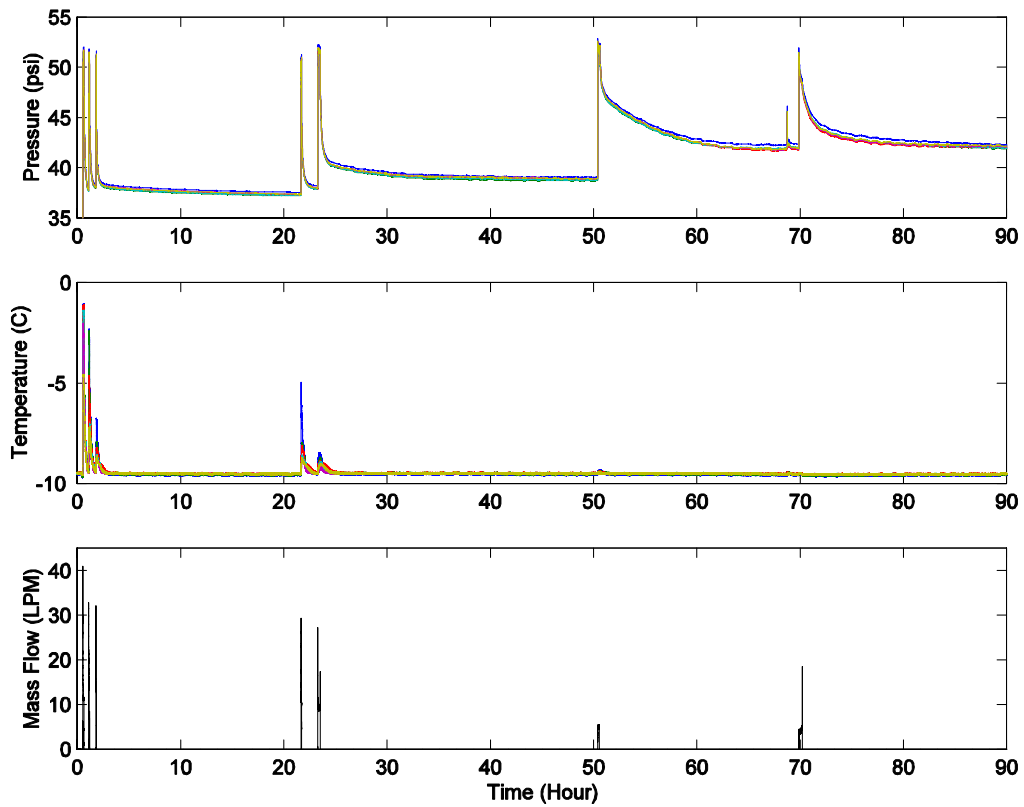 55
50
45
40
35
Pressure (psi)
0 10 20 30 40 50 60 70 80 90
0
-5
-10
Temperature (C)
0 10 20 30 40 50 60 70 80 90
40
30
20
10
0
Mass Flow (LPM)
0 10 20 30 40 50 60 70 80 90
Time (Hour)